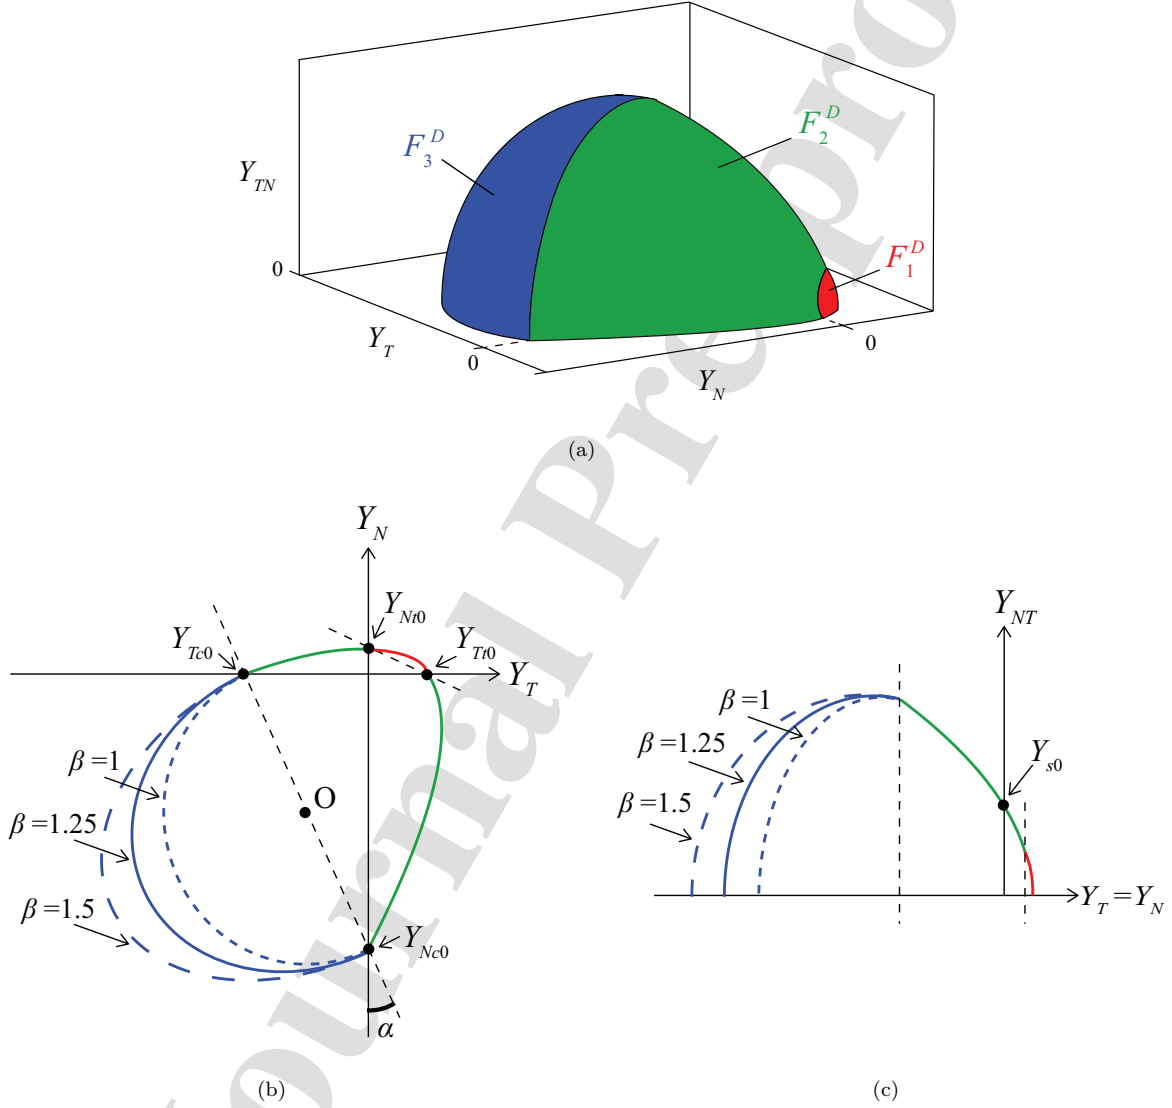 F_2^D
F_3^D
Y_TN
F_1^D
0
Y_T
0
0
Y_N
(a)
Y_N
Y_Nt0
Y_Tc0
Y_Tt0
Y_T
β=1
O
β=1.25
β=1.5
Y_Nc0
α
(b)
Y_NT
β=1
β=1.25
Y_s0
β=1.5
Y_T=Y_N
(c)
Journal Pre-pro